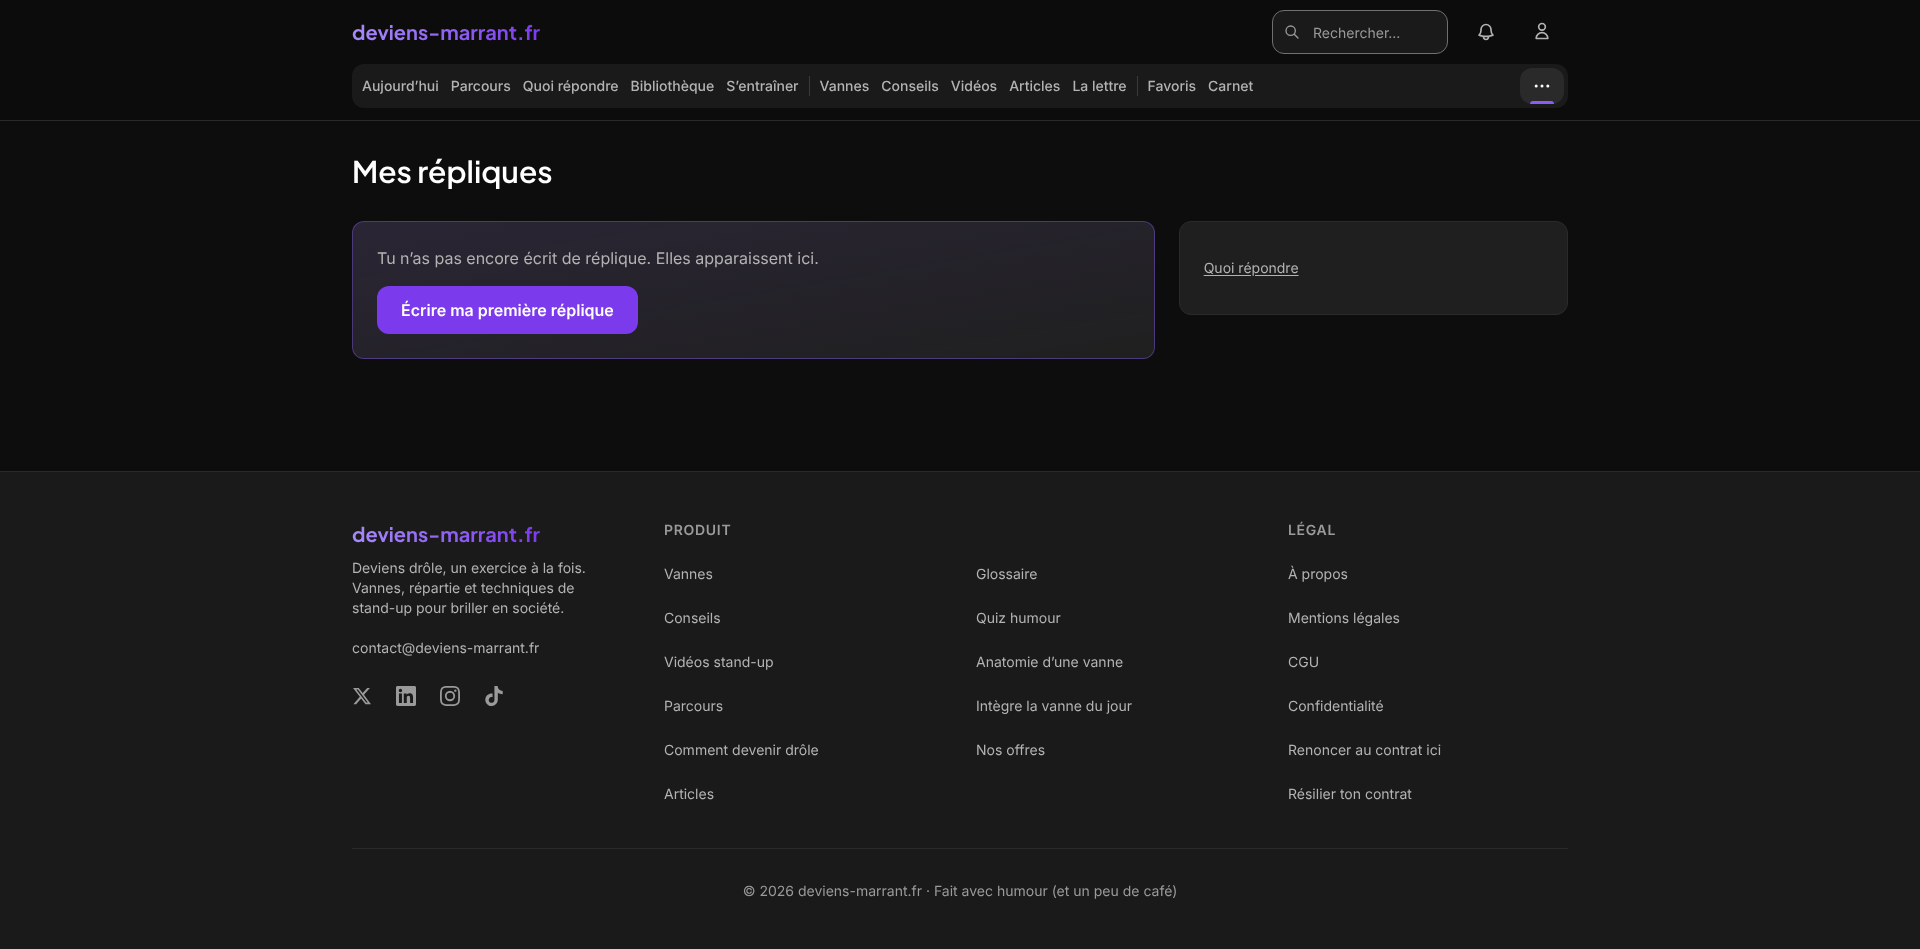 deviens-marrant.fr
Rechercher...
Aujourd’hui Parcours Quoi répondre Bibliothèque S’entraîner Vannes Conseils Vidéos Articles La lettre Favoris Carnet
Mes répliques
Tu n’as pas encore écrit de réplique. Elles apparaissent ici.
Écrire ma première réplique
Quoi répondre
deviens-marrant.fr
Deviens drôle, un exercice à la fois.
Vannes, répartie et techniques de
stand-up pour briller en société.
contact@deviens-marrant.fr
PRODUIT
Vannes
Conseils
Vidéos stand-up
Parcours
Comment devenir drôle
Articles
Glossaire
Quiz humour
Anatomie d’une vanne
Intègre la vanne du jour
Nos offres
LÉGAL
À propos
Mentions légales
CGU
Confidentialité
Renoncer au contrat ici
Résilier ton contrat
© 2026 deviens-marrant.fr · Fait avec humour (et un peu de café)